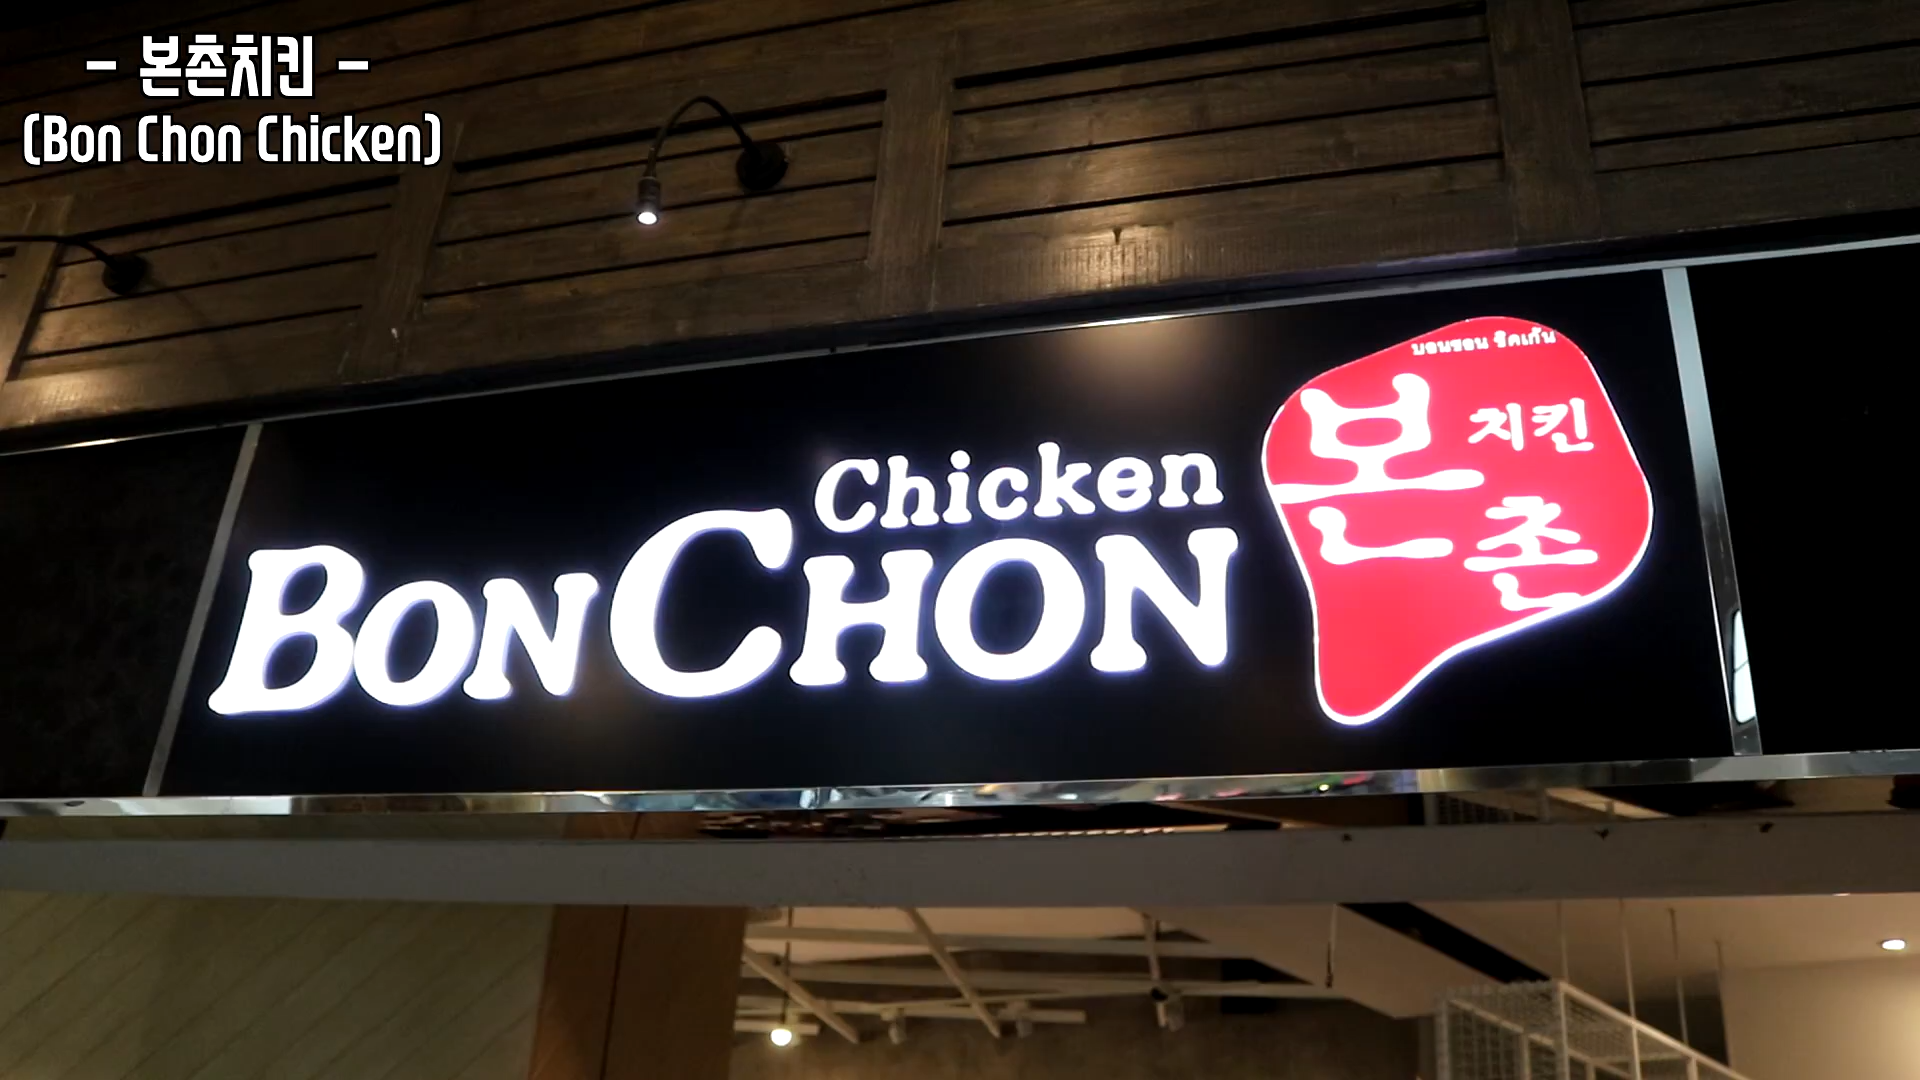 - 본촌치킨 -
(Bon Chon Chicken)
Chicken
BONCHON
บอนชอน ชิคเก้น
본 치킨
촌